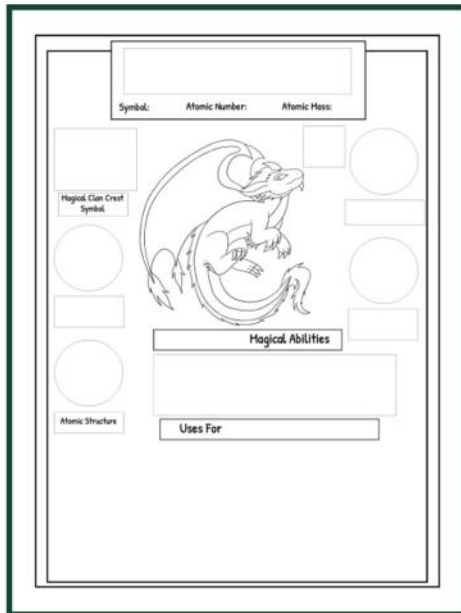 Symbol: Atomic Number: Atomic Mass:
Magical Clan Crest
Symbol
Magical Abilities
Atomic Structure
Uses For